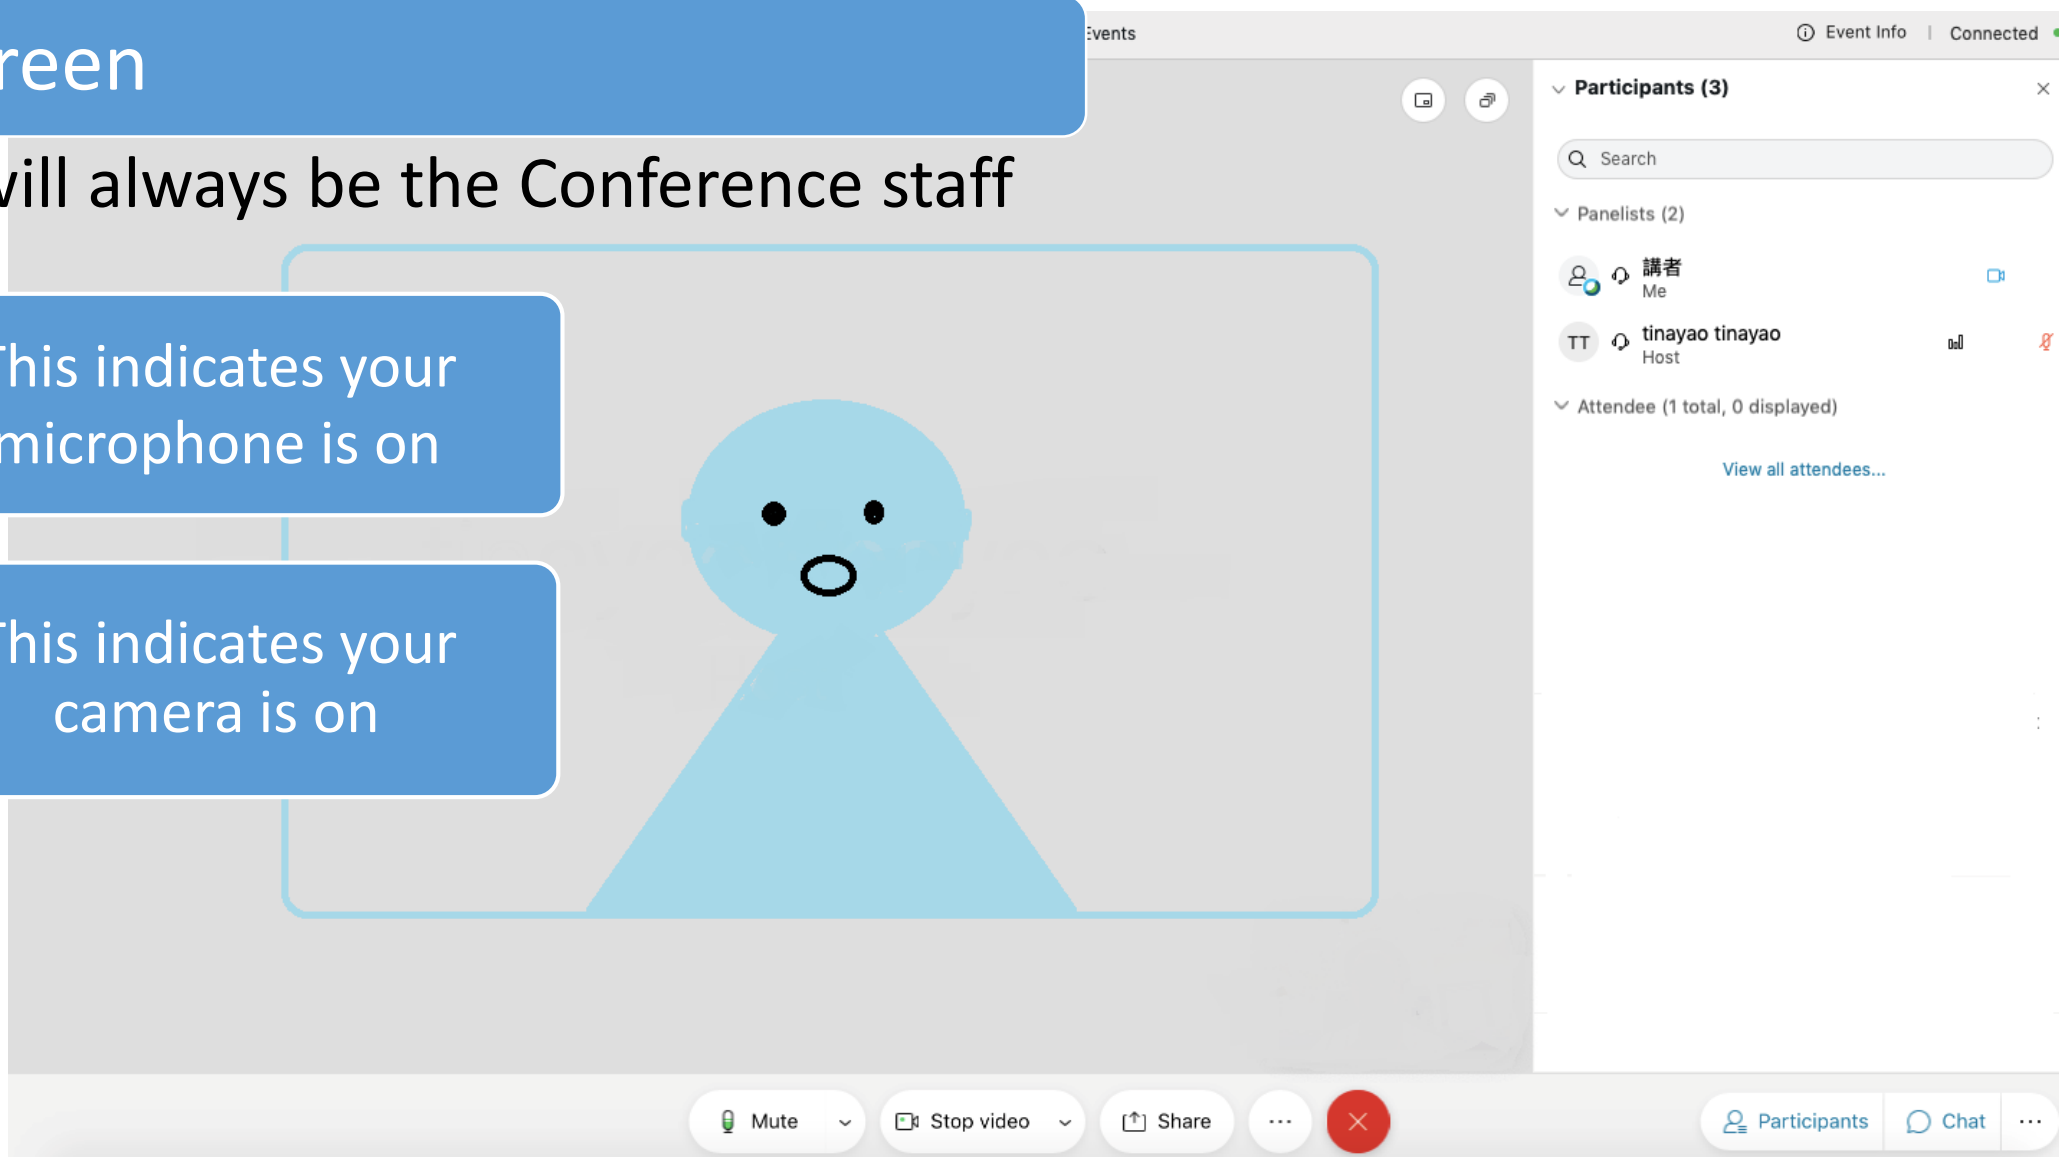 reen
will always be the Conference staff
This indicates your
microphone is on
This indicates your
camera is on
Events
Event Info | Connected
Participants (3)
Search
Panelists (2)
講者
Me
TT
tinayao tinayao
Host
Attendee (1 total, 0 displayed)
View all attendees...
Mute
Stop video
Share
Participants
Chat